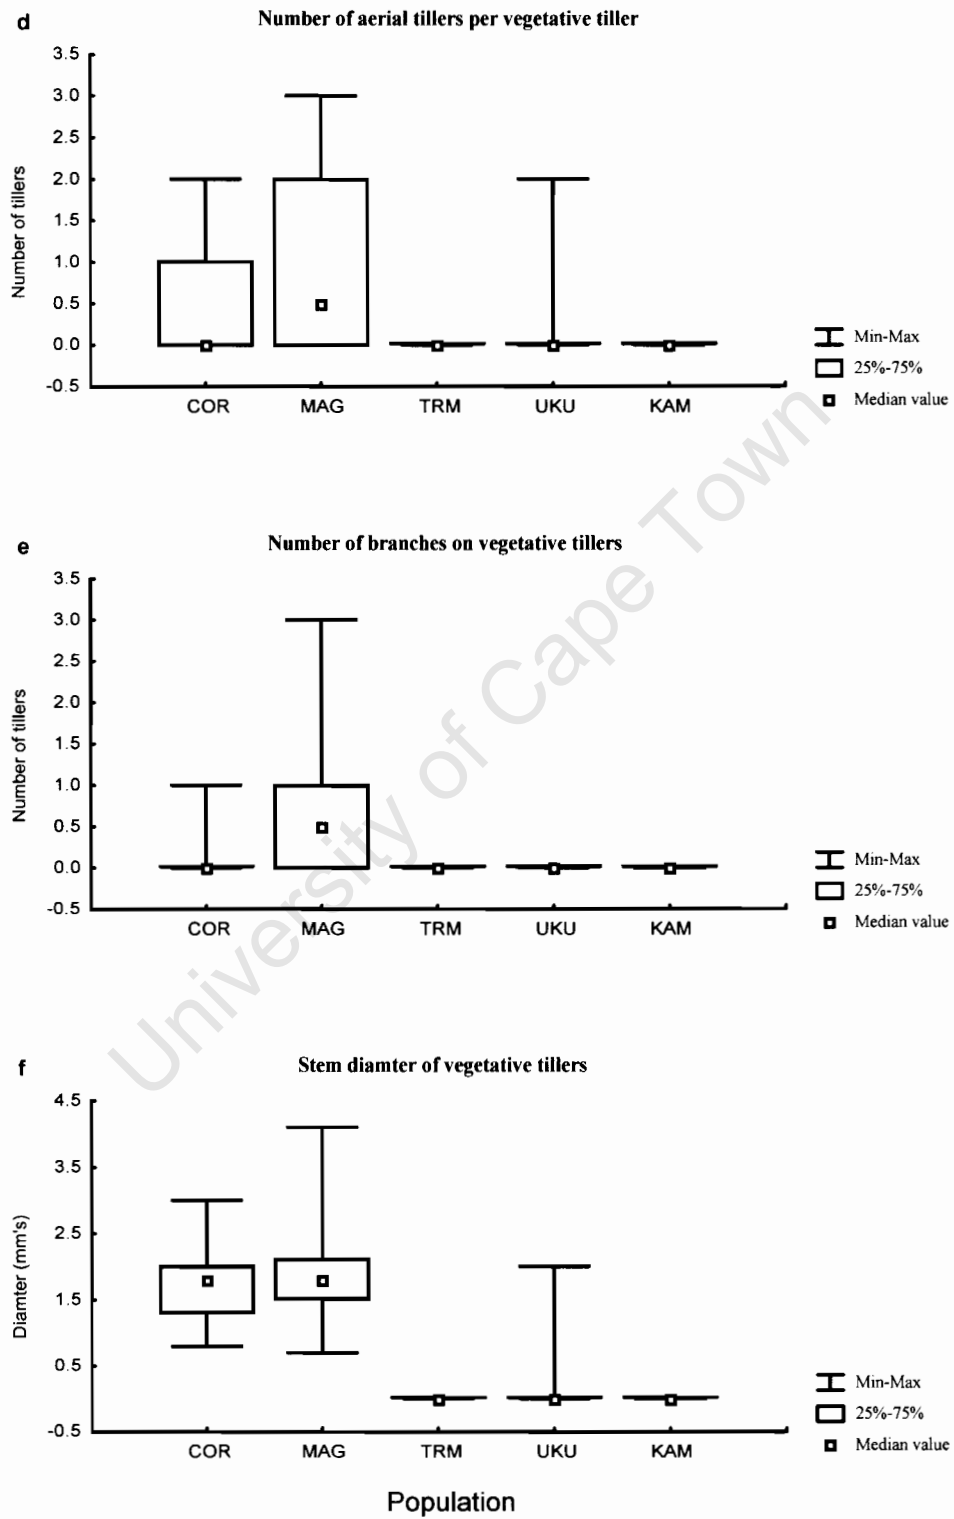 d
Number of aerial tillers per vegetative tiller
Number of tillers
3.5
3.0
2.5
2.0
1.5
1.0
0.5
0.0
-0.5
COR MAG TRM UKU KAM
Min-Max
25%-75%
Median value
e
Number of branches on vegetative tillers
Number of tillers
3.5
3.0
2.5
2.0
1.5
1.0
0.5
0.0
-0.5
COR MAG TRM UKU KAM
Min-Max
25%-75%
Median value
f
Stem diamter of vegetative tillers
Diamter (mm's)
4.5
3.5
2.5
1.5
0.5
-0.5
COR MAG TRM UKU KAM
Min-Max
25%-75%
Median value
Population
University of Cape Town